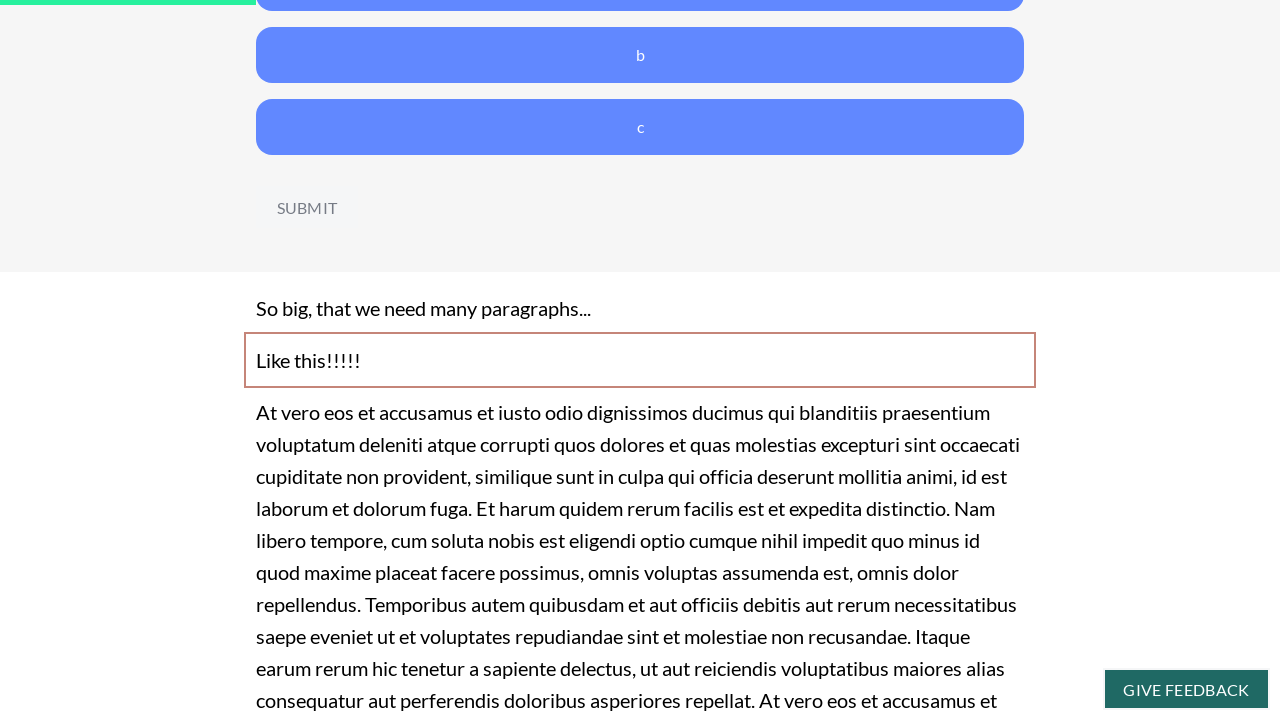 b
c
SUBMIT
So big, that we need many paragraphs...
Like this!!!!!
At vero eos et accusamus et iusto odio dignissimos ducimus qui blanditiis praesentium
voluptatum deleniti atque corrupti quos dolores et quas molestias excepturi sint occaecati
cupiditate non provident, similique sunt in culpa qui officia deserunt mollitia animi, id est
laborum et dolorum fuga. Et harum quidem rerum facilis est et expedita distinctio. Nam
libero tempore, cum soluta nobis est eligendi optio cumque nihil impedit quo minus id
quod maxime placeat facere possimus, omnis voluptas assumenda est, omnis dolor
repellendus. Temporibus autem quibusdam et aut officiis debitis aut rerum necessitatibus
saepe eveniet ut et voluptates repudiandae sint et molestiae non recusandae. Itaque
earum rerum hic tenetur a sapiente delectus, ut aut reiciendis voluptatibus maiores alias
consequatur aut perferendis doloribus asperiores repellat. At vero eos et accusamus et
GIVE FEEDBACK